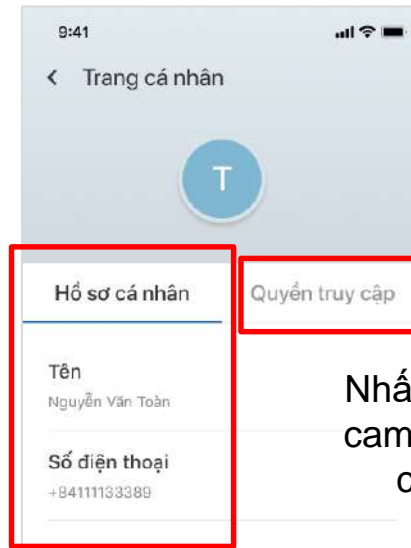 9:41
Trang cá nhân
T
Hồ sơ cá nhân
Quyền truy cập
Tên
Nguyễn Văn Toàn
Số điện thoại
+84111133389